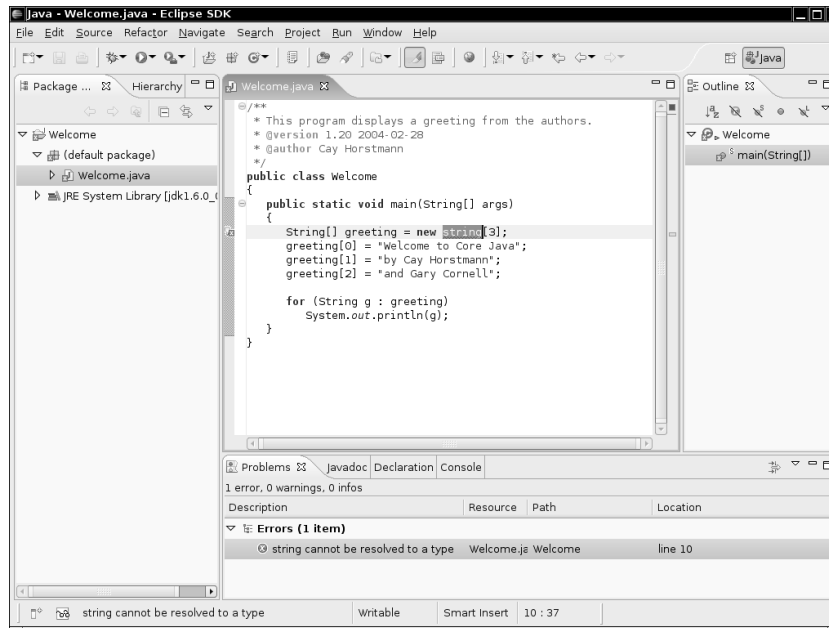 Java - Welcome.java - Eclipse SDK
File Edit Source Refactor Navigate Search Project Run Window Help
Java
Package ... Hierarchy
Welcome
(default package)
Welcome.java
JRE System Library [jdk1.6.0_(
Welcome.java
/**
* This program displays a greeting from the authors.
* @version 1.20 2004-02-28
* @author Cay Horstmann
*/
public class Welcome
{
public static void main(String[] args)
{
String[] greeting = new string[3];
greeting[0] = "Welcome to Core Java";
greeting[1] = "by Cay Horstmann";
greeting[2] = "and Gary Cornell";
for (String g : greeting)
System.out.println(g);
}
}
Outline
Welcome
S main(String[])
Problems Javadoc Declaration Console
1 error, 0 warnings, 0 infos
Description Resource Path Location
Errors (1 item)
string cannot be resolved to a type Welcome.ja Welcome line 10
string cannot be resolved to a type Writable Smart Insert 10 : 37